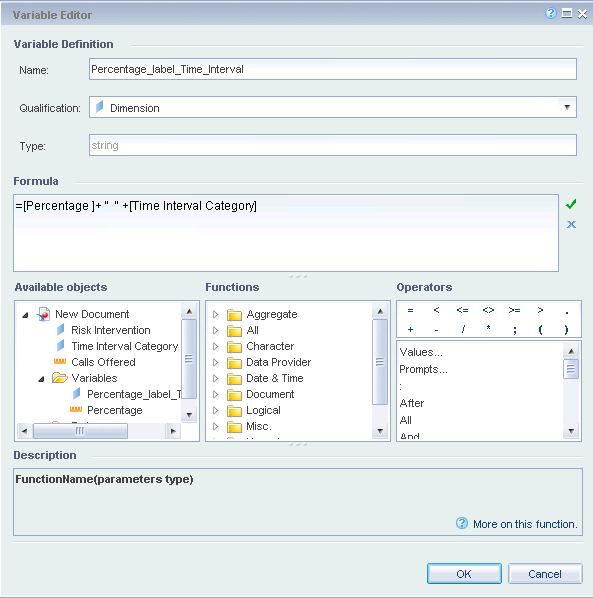 Variable Editor
Variable Definition
Name: Percentage_label_Time_Interval
Qualification: Dimension
Type: string
Formula
=[Percentage ]+ " " +[Time Interval Category]
Available objects
New Document
Risk Intervention
Time Interval Category
Calls Offered
Variables
Percentage_label_T
Percentage
Functions
Aggregate
All
Character
Data Provider
Date & Time
Document
Logical
Misc.
Operators
= < <= <> >= > .
+ - / * ; ( )
Values...
Prompts...
:
After
All
And
Description
FunctionName(parameters type)
More on this function.
OK Cancel